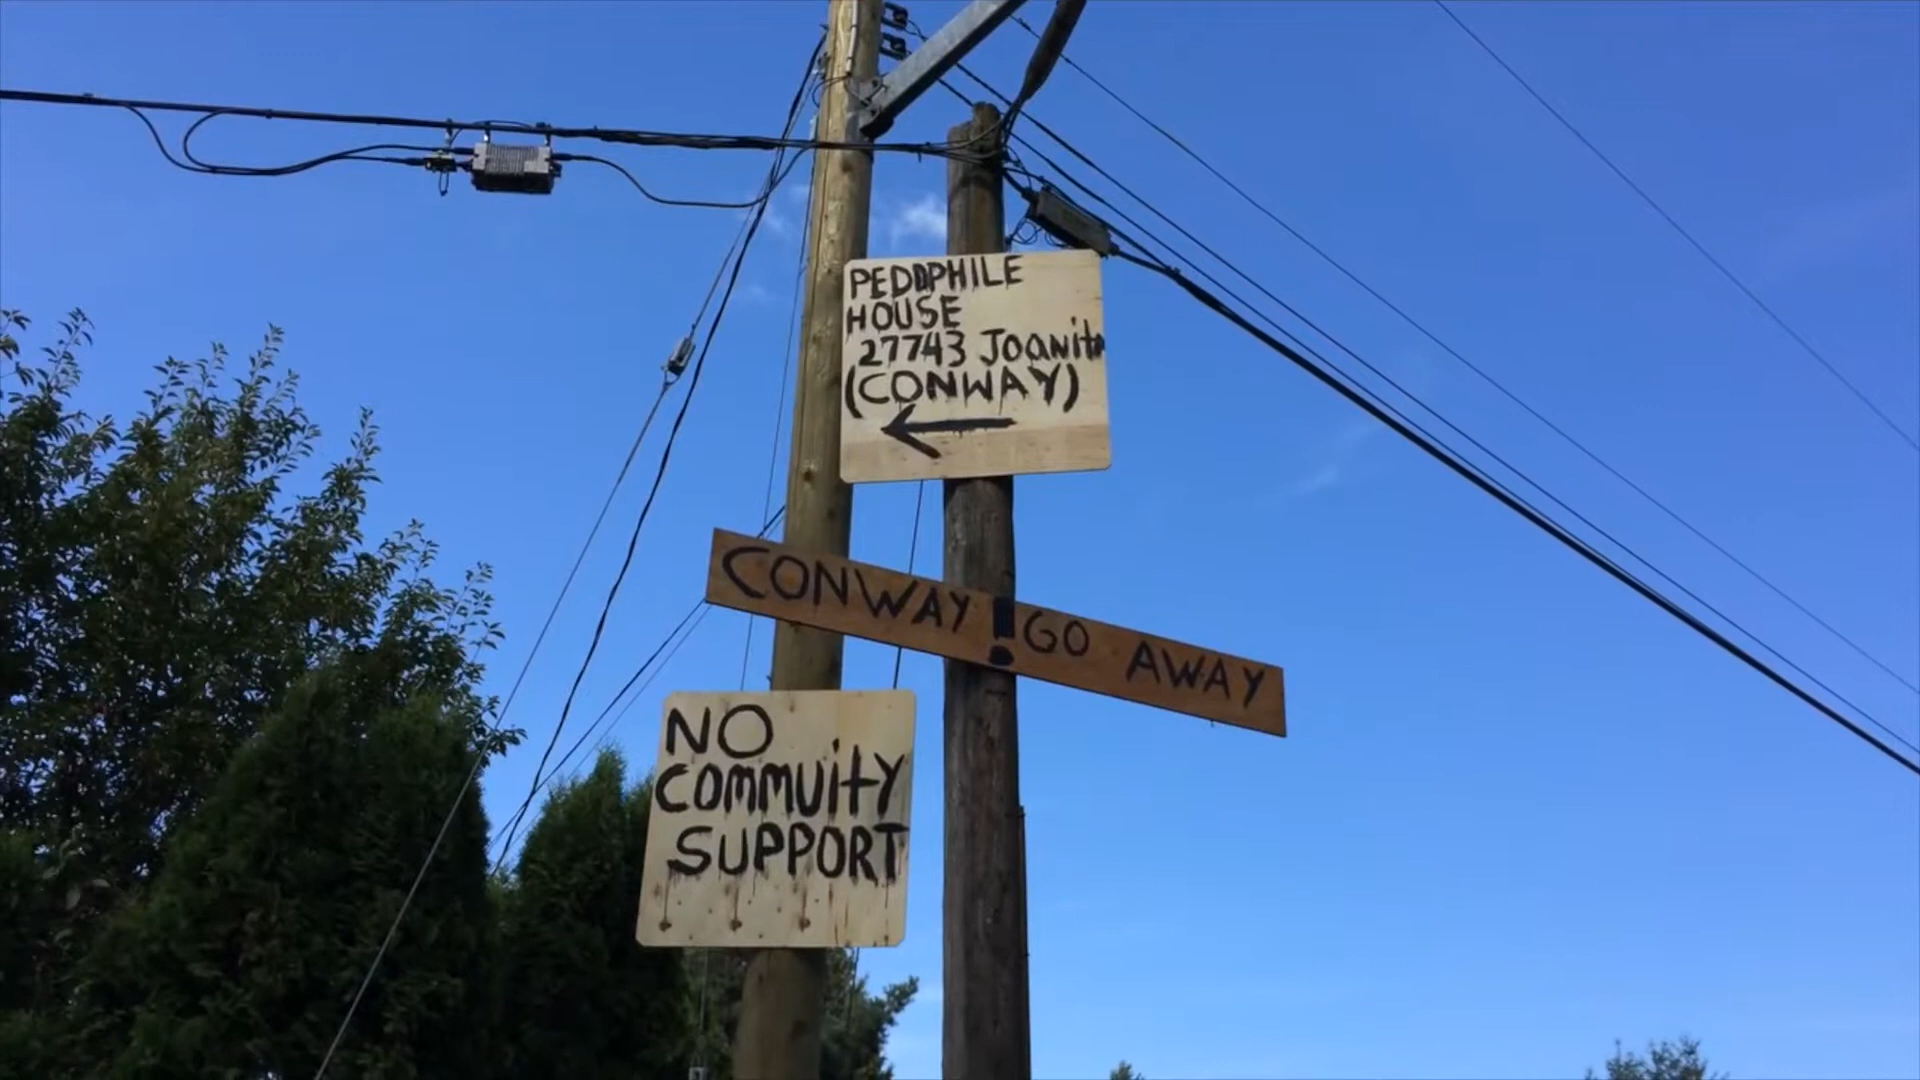 PEDOPHILE
HOUSE
27743 Joanita
(CONWAY)
CONWAY! GO AWAY
NO
COMMUITY
SUPPORT